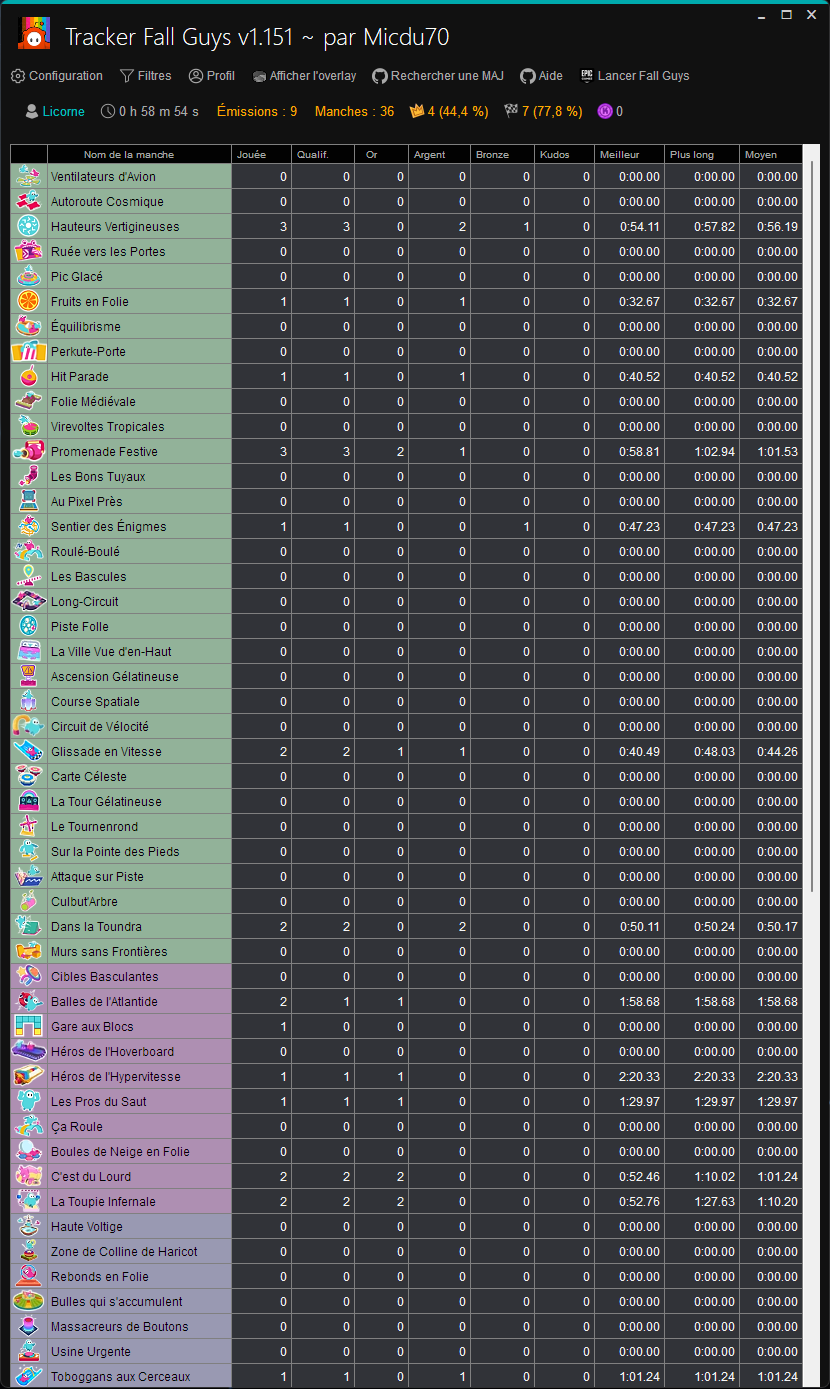 Tracker Fall Guys v1.151 ~ par Micdu70
Configuration Filtres Profil Afficher l'overlay Rechercher une MAJ Aide EPIC Lancer Fall Guys
Licorne 0 h 58 m 54 s Émissions : 9 Manches : 36 4 (44,4 %) 7 (77,8 %) 0
Nom de la manche Jouée Qualif. Or Argent Bronze Kudos Meilleur Plus long Moyen
Ventilateurs d'Avion 0 0 0 0 0 0 0:00.00 0:00.00 0:00.00
Autoroute Cosmique 0 0 0 0 0 0 0:00.00 0:00.00 0:00.00
Hauteurs Vertigineuses 3 3 0 2 1 0 0:54.11 0:57.82 0:56.19
Ruée vers les Portes 0 0 0 0 0 0 0:00.00 0:00.00 0:00.00
Pic Glacé 0 0 0 0 0 0 0:00.00 0:00.00 0:00.00
Fruits en Folie 1 1 0 1 0 0 0:32.67 0:32.67 0:32.67
Équilibrisme 0 0 0 0 0 0 0:00.00 0:00.00 0:00.00
Perkute-Porte 0 0 0 0 0 0 0:00.00 0:00.00 0:00.00
Hit Parade 1 1 0 1 0 0 0:40.52 0:40.52 0:40.52
Folie Médiévale 0 0 0 0 0 0 0:00.00 0:00.00 0:00.00
Virevoltes Tropicales 0 0 0 0 0 0 0:00.00 0:00.00 0:00.00
Promenade Festive 3 3 2 1 0 0 0:58.81 1:02.94 1:01.53
Les Bons Tuyaux 0 0 0 0 0 0 0:00.00 0:00.00 0:00.00
Au Pixel Près 0 0 0 0 0 0 0:00.00 0:00.00 0:00.00
Sentier des Énigmes 1 1 0 0 1 0 0:47.23 0:47.23 0:47.23
Roulé-Boulé 0 0 0 0 0 0 0:00.00 0:00.00 0:00.00
Les Bascules 0 0 0 0 0 0 0:00.00 0:00.00 0:00.00
Long-Circuit 0 0 0 0 0 0 0:00.00 0:00.00 0:00.00
Piste Folle 0 0 0 0 0 0 0:00.00 0:00.00 0:00.00
La Ville Vue d'en-Haut 0 0 0 0 0 0 0:00.00 0:00.00 0:00.00
Ascension Gélatineuse 0 0 0 0 0 0 0:00.00 0:00.00 0:00.00
Course Spatiale 0 0 0 0 0 0 0:00.00 0:00.00 0:00.00
Circuit de Vélocité 0 0 0 0 0 0 0:00.00 0:00.00 0:00.00
Glissade en Vitesse 2 2 1 1 0 0 0:40.49 0:48.03 0:44.26
Carte Céleste 0 0 0 0 0 0 0:00.00 0:00.00 0:00.00
La Tour Gélatineuse 0 0 0 0 0 0 0:00.00 0:00.00 0:00.00
Le Tournenrond 0 0 0 0 0 0 0:00.00 0:00.00 0:00.00
Sur la Pointe des Pieds 0 0 0 0 0 0 0:00.00 0:00.00 0:00.00
Attaque sur Piste 0 0 0 0 0 0 0:00.00 0:00.00 0:00.00
Culbut'Arbre 0 0 0 0 0 0 0:00.00 0:00.00 0:00.00
Dans la Toundra 2 2 0 2 0 0 0:50.11 0:50.24 0:50.17
Murs sans Frontières 0 0 0 0 0 0 0:00.00 0:00.00 0:00.00
Cibles Basculantes 0 0 0 0 0 0 0:00.00 0:00.00 0:00.00
Balles de l'Atlantide 2 1 1 0 0 0 1:58.68 1:58.68 1:58.68
Gare aux Blocs 1 0 0 0 0 0 0:00.00 0:00.00 0:00.00
Héros de l'Hoverboard 0 0 0 0 0 0 0:00.00 0:00.00 0:00.00
Héros de l'Hypervitesse 1 1 1 0 0 0 2:20.33 2:20.33 2:20.33
Les Pros du Saut 1 1 1 0 0 0 1:29.97 1:29.97 1:29.97
Ça Roule 0 0 0 0 0 0 0:00.00 0:00.00 0:00.00
Boules de Neige en Folie 0 0 0 0 0 0 0:00.00 0:00.00 0:00.00
C'est du Lourd 2 2 2 0 0 0 0:52.46 1:10.02 1:01.24
La Toupie Infernale 2 2 2 0 0 0 0:52.76 1:27.63 1:10.20
Haute Voltige 0 0 0 0 0 0 0:00.00 0:00.00 0:00.00
Zone de Colline de Haricot 0 0 0 0 0 0 0:00.00 0:00.00 0:00.00
Rebonds en Folie 0 0 0 0 0 0 0:00.00 0:00.00 0:00.00
Bulles qui s'accumulent 0 0 0 0 0 0 0:00.00 0:00.00 0:00.00
Massacreurs de Boutons 0 0 0 0 0 0 0:00.00 0:00.00 0:00.00
Usine Urgente 0 0 0 0 0 0 0:00.00 0:00.00 0:00.00
Toboggans aux Cerceaux 1 1 0 1 0 0 1:01.24 1:01.24 1:01.24